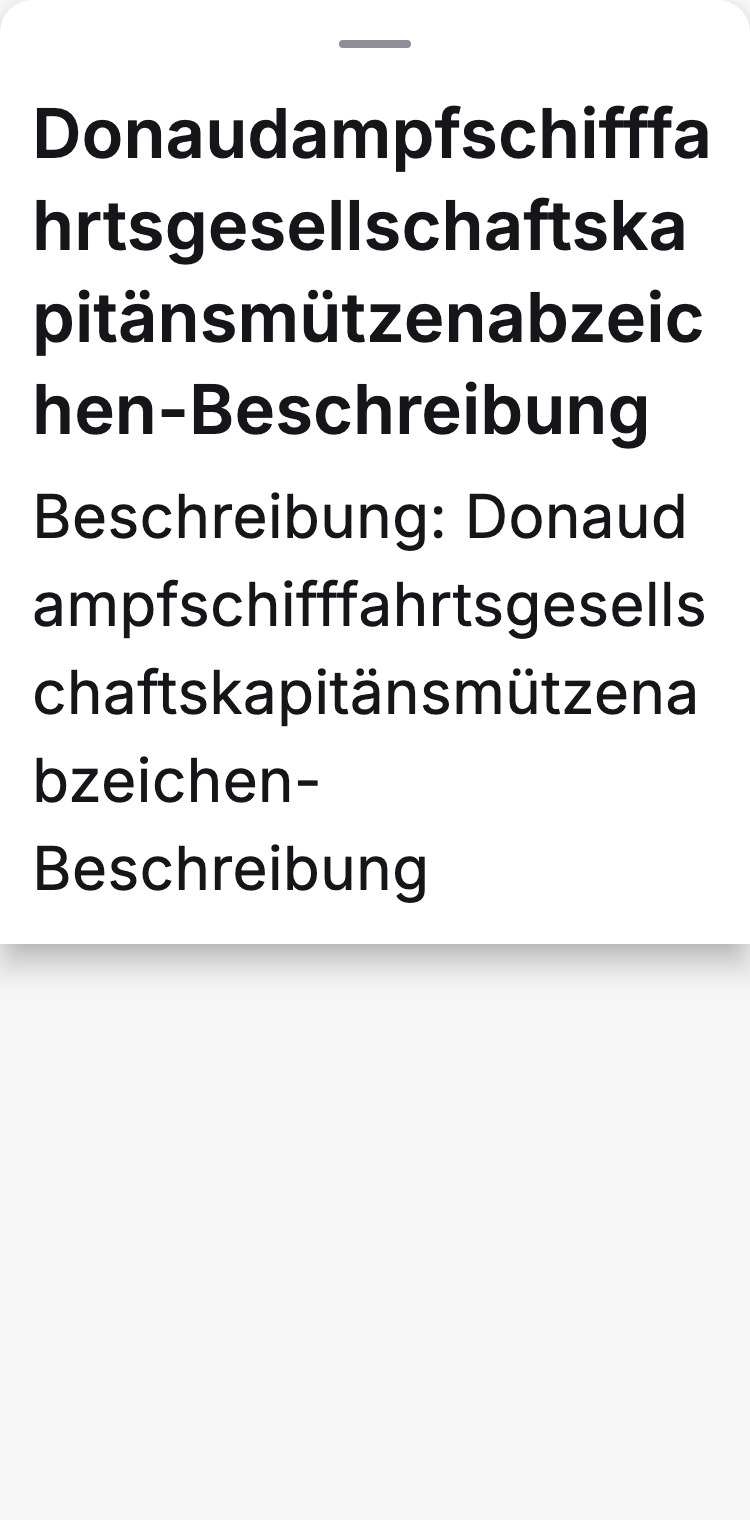 Donaudampfschifffa
hrtsgesellschaftska
pitänsmützenabzeic
hen-Beschreibung
Beschreibung: Donaud
ampfschifffahrtsgesells
chaftskapitänsmützena
bzeichen-
Beschreibung